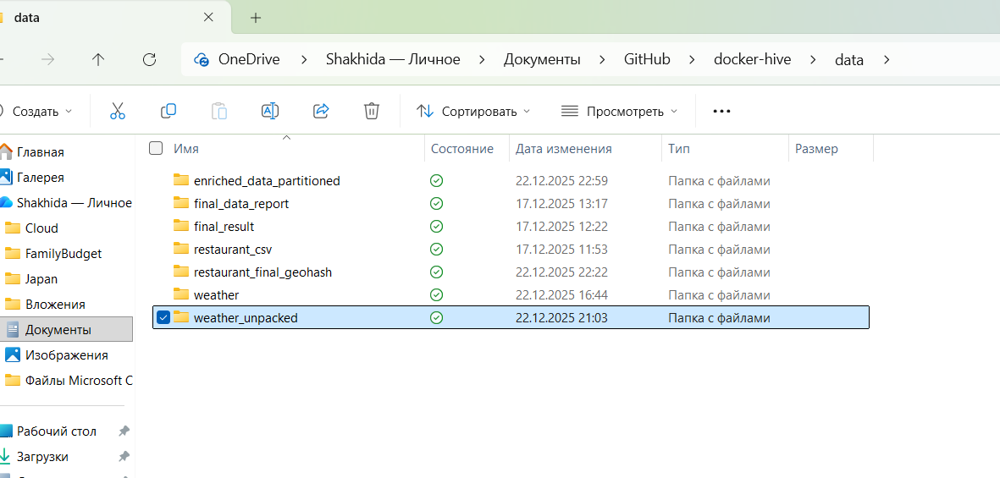 data
OneDrive > Shakhida — Личное > Документы > GitHub > docker-hive > data >
Создать Сортировать Просмотреть •••
Имя Состояние Дата изменения Тип Размер
Главная
Галерея
Shakhida — Личное
Cloud
FamilyBudget
Japan
Вложения
Документы
Изображения
Файлы Microsoft C
Рабочий стол
Загрузки
enriched_data_partitioned 22.12.2025 22:59 Папка с файлами
final_data_report 17.12.2025 13:17 Папка с файлами
final_result 17.12.2025 12:22 Папка с файлами
restaurant_csv 17.12.2025 11:53 Папка с файлами
restaurant_final_geohash 22.12.2025 22:22 Папка с файлами
weather 22.12.2025 16:44 Папка с файлами
weather_unpacked 22.12.2025 21:03 Папка с файлами